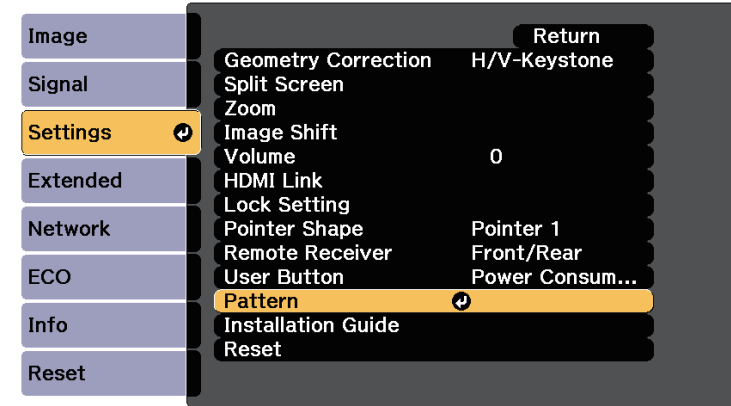 Image
Signal
Settings
Extended
Network
ECO
Info
Reset
Return
Geometry Correction H/V-Keystone
Split Screen
Zoom
Image Shift
Volume 0
HDMI Link
Lock Setting
Pointer Shape Pointer 1
Remote Receiver Front/Rear
User Button Power Consum...
Pattern
Installation Guide
Reset